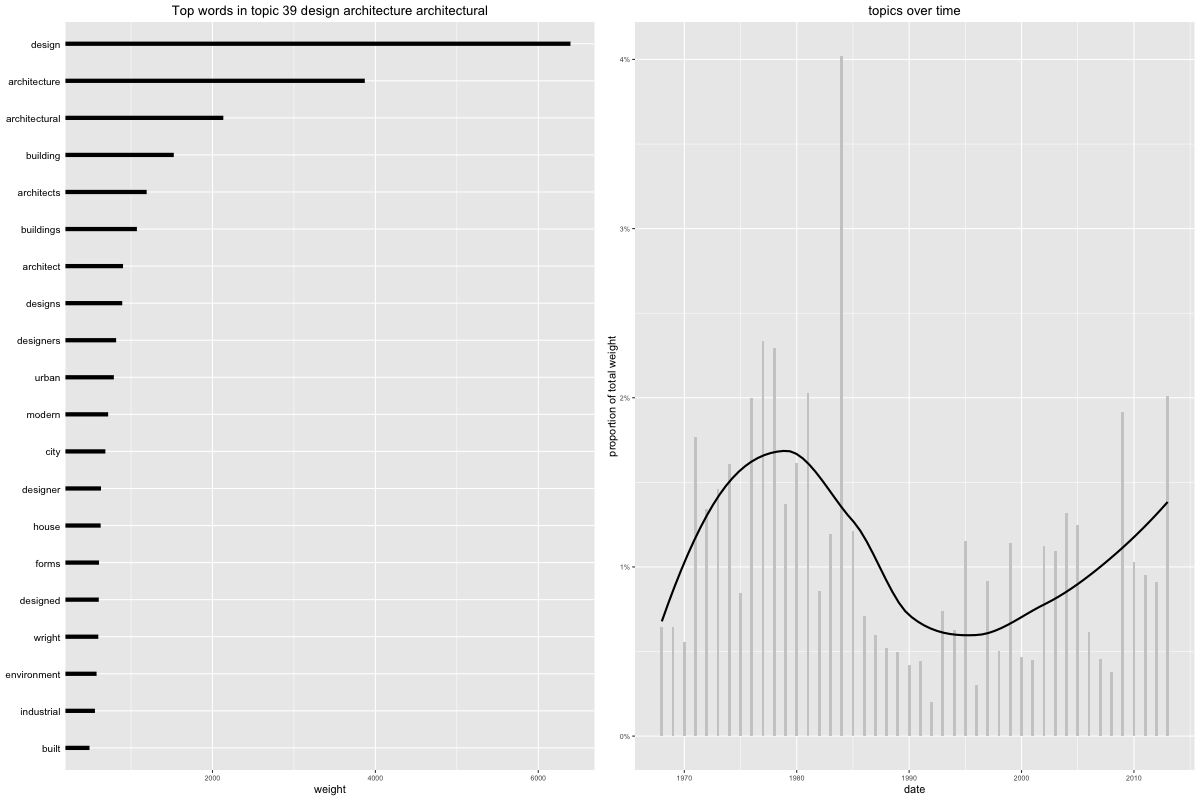 Top words in topic 39 design architecture architectural
design
architecture
architectural
building
architects
buildings
architect
designs
designers
urban
modern
city
designer
house
forms
designed
wright
environment
industrial
built
2000 4000 6000
weight
topics over time
proportion of total weight
4%
3%
2%
1%
0%
1970 1980 1990 2000 2010
date